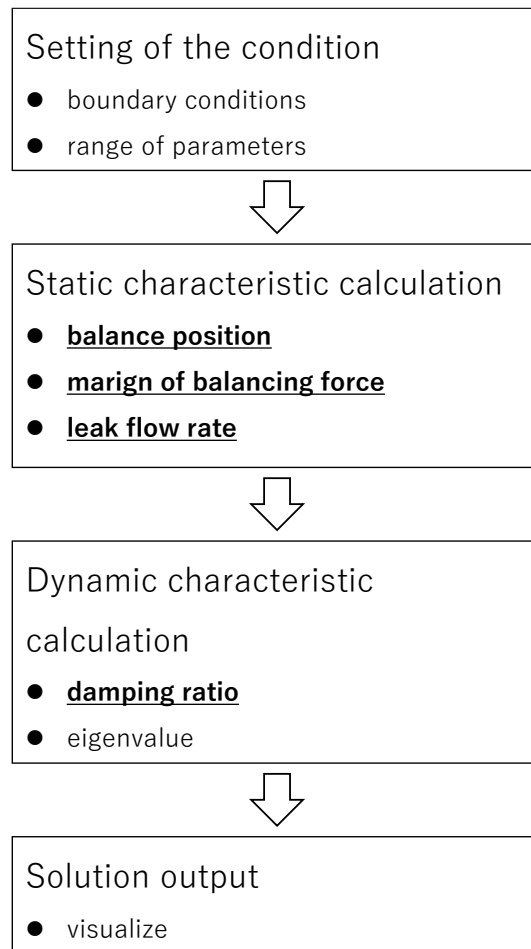 Setting of the condition
● boundary conditions
● range of parameters
Static characteristic calculation
● balance position
● marign of balancing force
● leak flow rate
Dynamic characteristic
calculation
● damping ratio
● eigenvalue
Solution output
● visualize